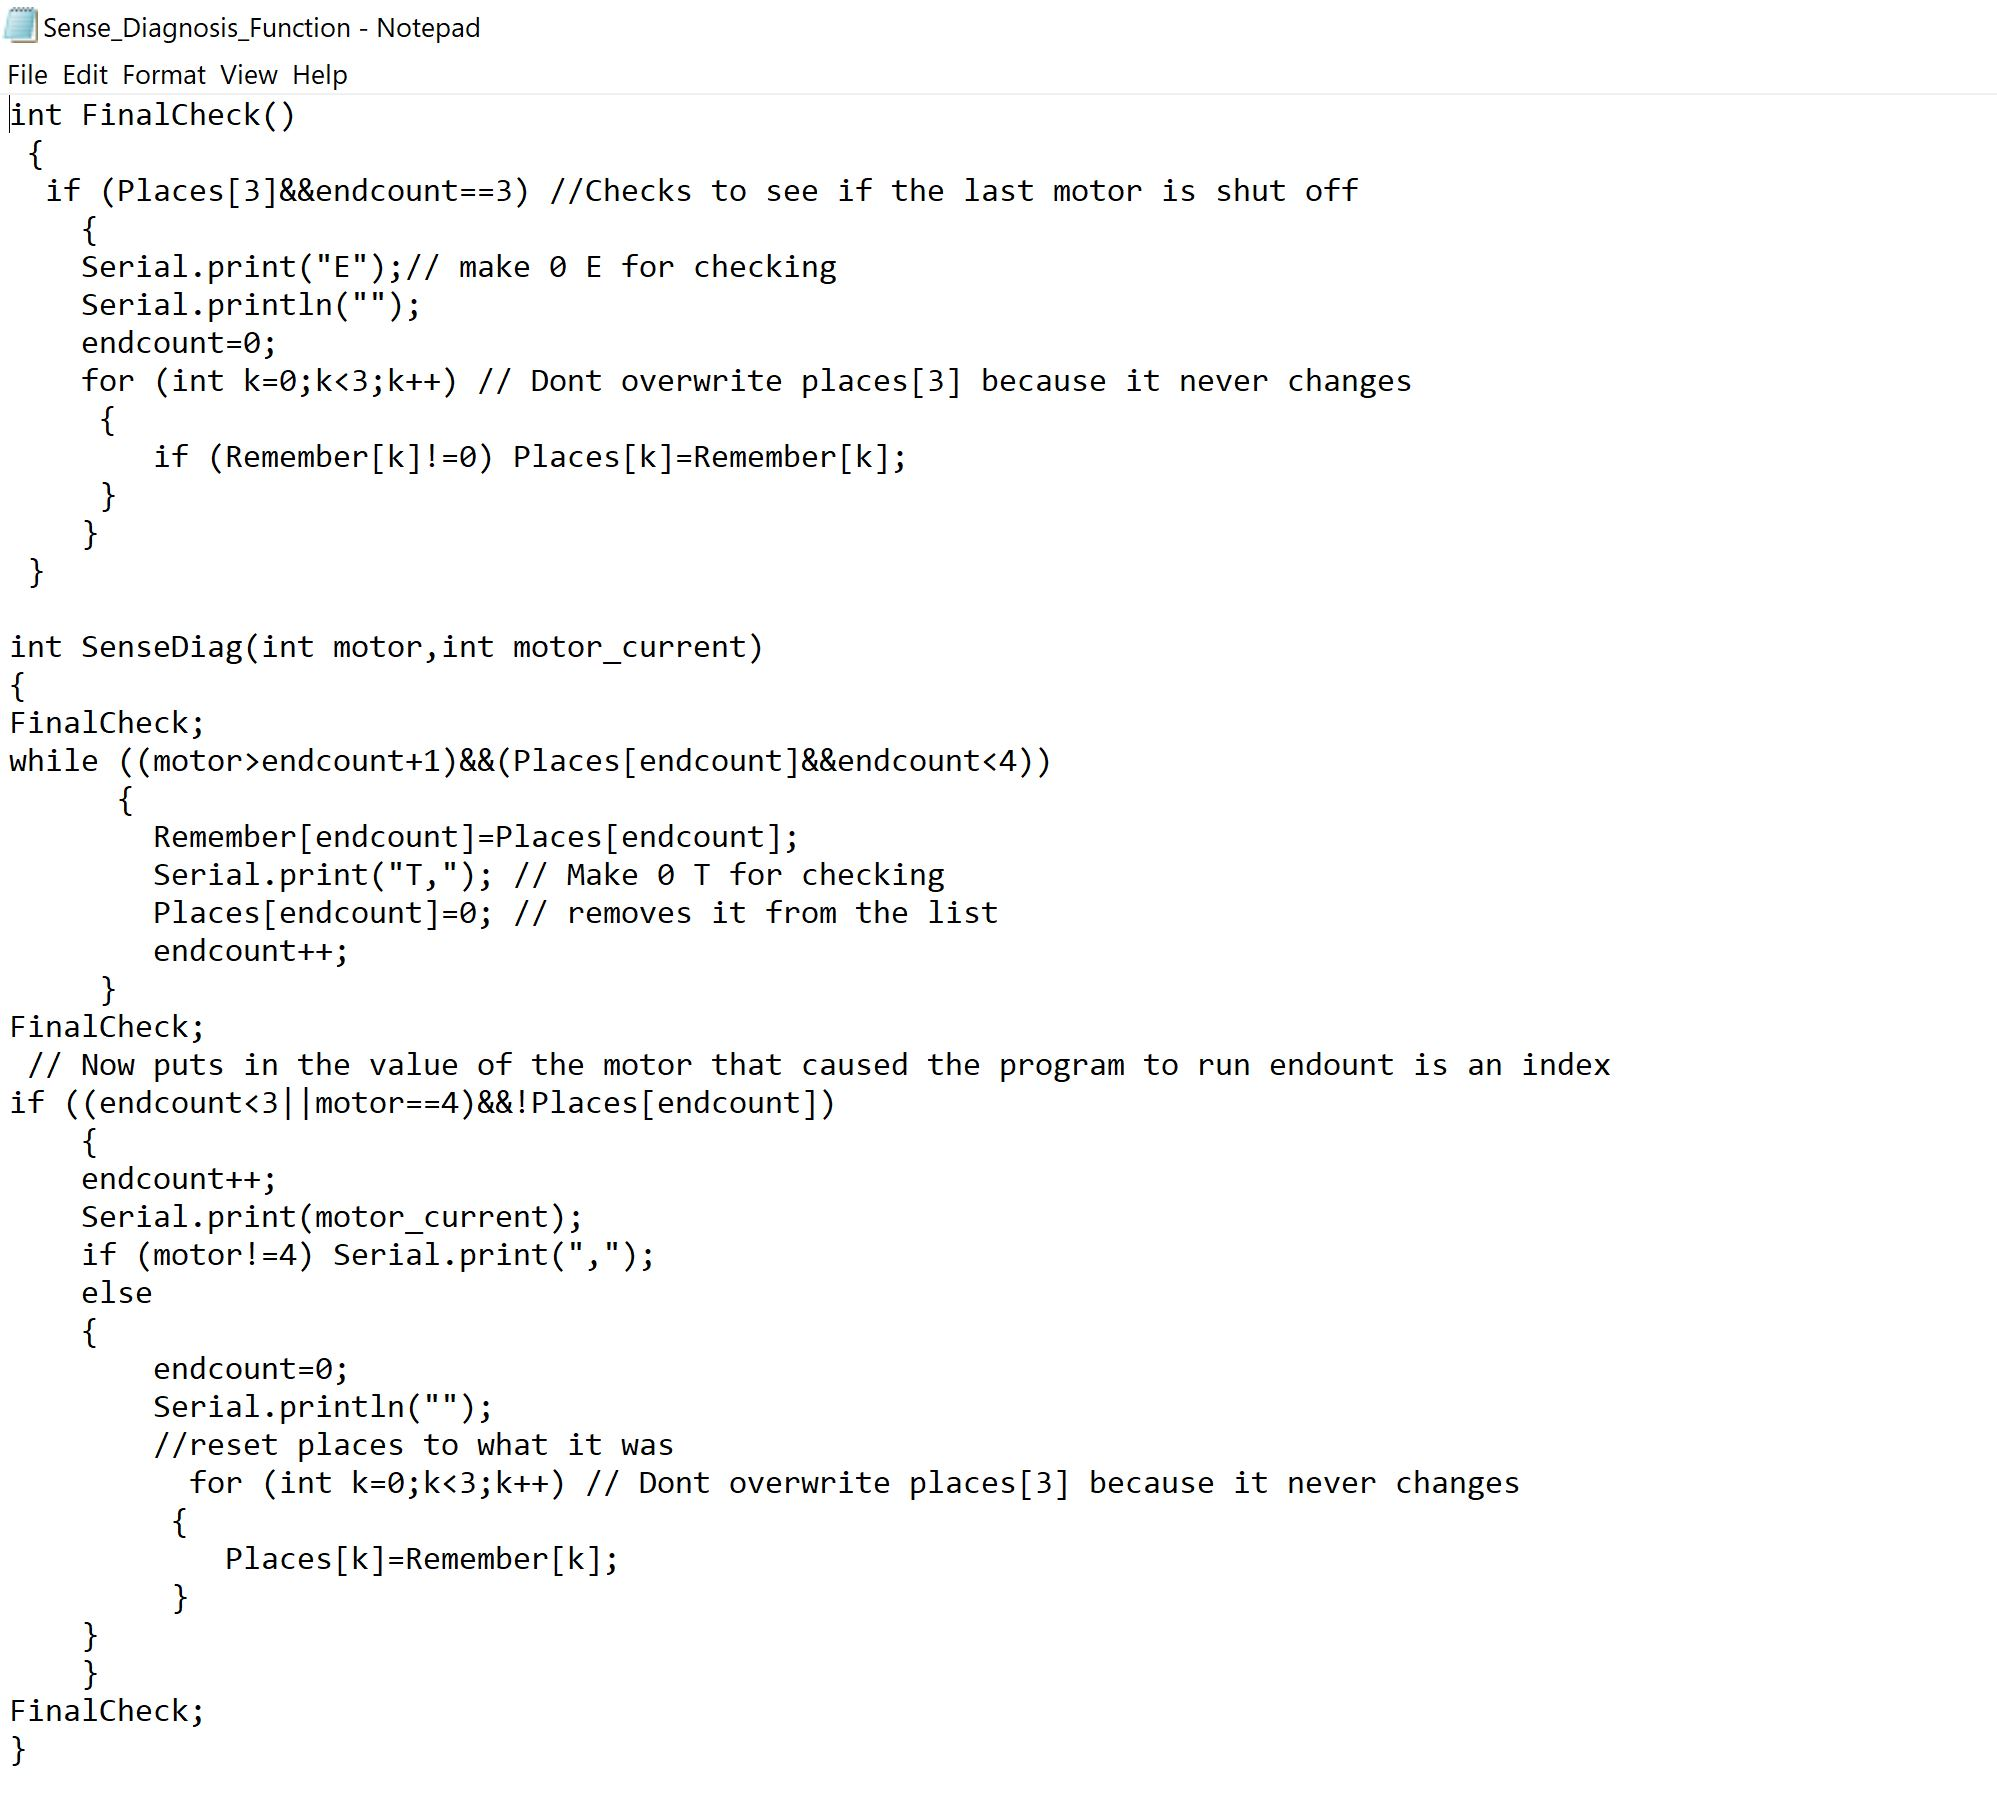 Sense_Diagnosis_Function - Notepad
File Edit Format View Help
int FinalCheck()
 {
  if (Places[3]&&endcount==3) //Checks to see if the last motor is shut off
    {
    Serial.print("E");// make 0 E for checking
    Serial.println("");
    endcount=0;
    for (int k=0;k<3;k++) // Dont overwrite places[3] because it never changes
     {
        if (Remember[k]!=0) Places[k]=Remember[k];
     }
    }
 }

int SenseDiag(int motor,int motor_current)
{
FinalCheck;
while ((motor>endcount+1)&&(Places[endcount]&&endcount<4))
      {
        Remember[endcount]=Places[endcount];
        Serial.print("T,"); // Make 0 T for checking
        Places[endcount]=0; // removes it from the list
        endcount++;
     }
FinalCheck;
 // Now puts in the value of the motor that caused the program to run endount is an index
if ((endcount<3||motor==4)&&!Places[endcount])
    {
    endcount++;
    Serial.print(motor_current);
    if (motor!=4) Serial.print(",");
    else
    {
        endcount=0;
        Serial.println("");
        //reset places to what it was
          for (int k=0;k<3;k++) // Dont overwrite places[3] because it never changes
         {
            Places[k]=Remember[k];
         }
    }
    }
FinalCheck;
}